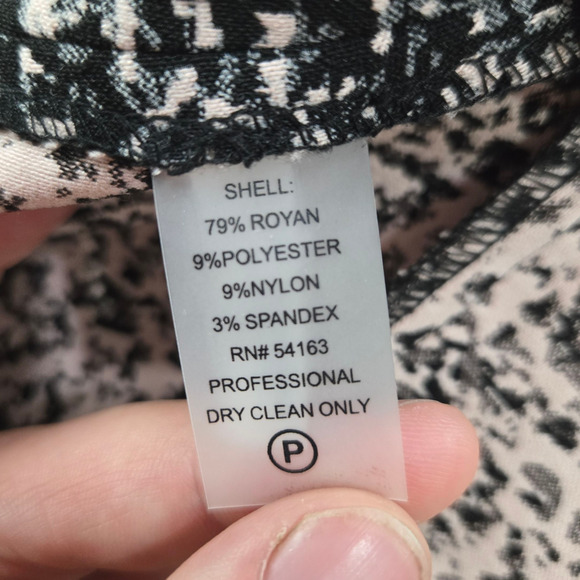 SHELL:
79% ROYAN
9%POLYESTER
9%NYLON
3% SPANDEX
RN# 54163
PROFESSIONAL
DRY CLEAN ONLY
P